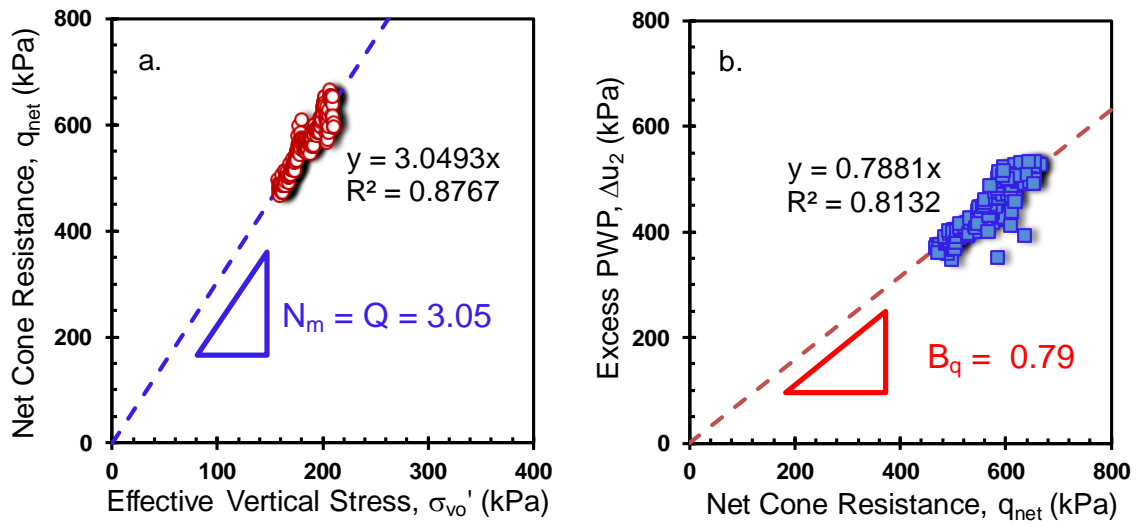 a.
Net Cone Resistance, qnet (kPa)
800
600
400
200
0
y = 3.0493x
R² = 0.8767
Nm = Q = 3.05
0 100 200 300 400
Effective Vertical Stress, σvo' (kPa)
b.
Excess PWP, Δu2 (kPa)
800
600
400
200
0
y = 0.7881x
R² = 0.8132
Bq = 0.79
0 200 400 600 800
Net Cone Resistance, qnet (kPa)